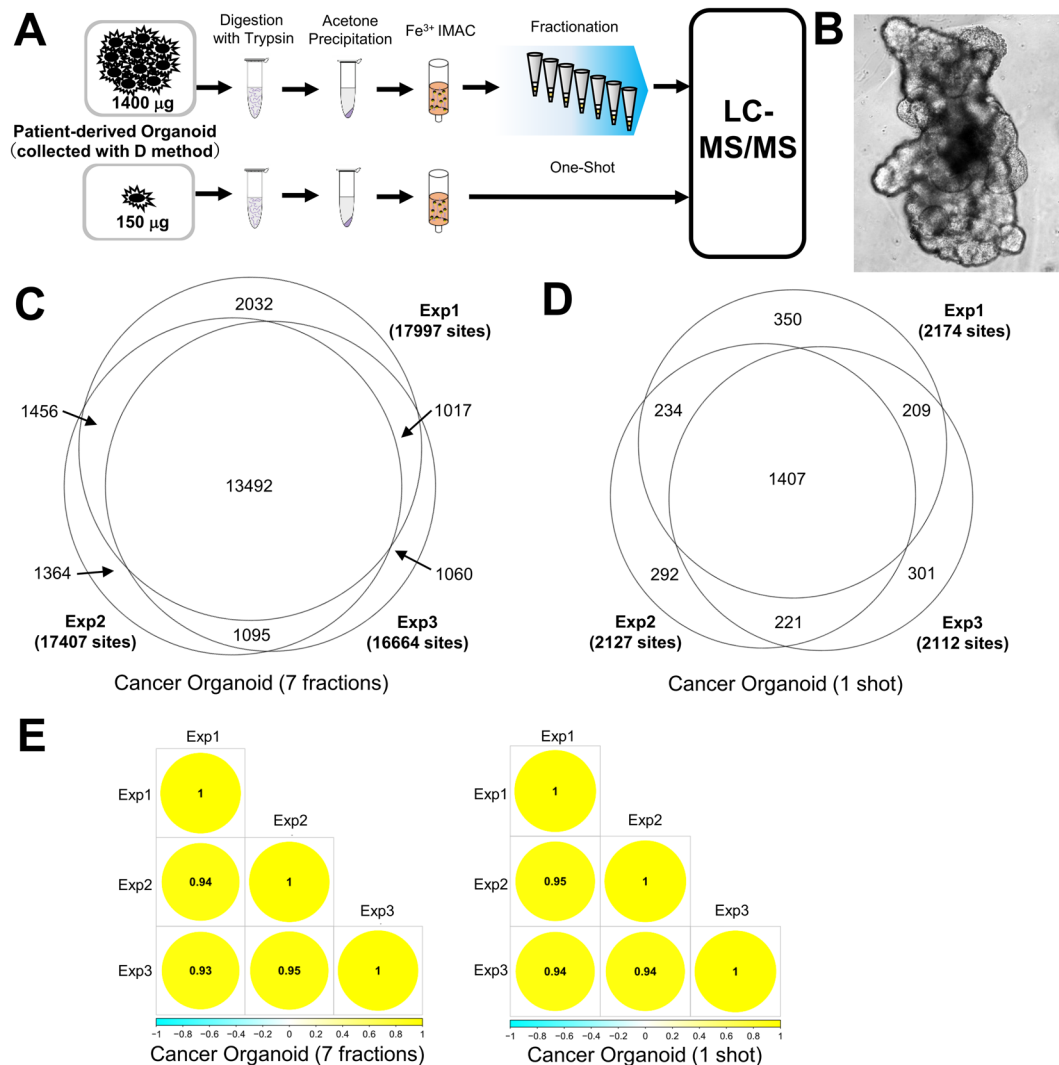 A
1400 μg
Patient-derived Organoid
(collected with D method)
150 μg
Digestion
with Trypsin
Acetone
Precipitation
Fe³⁺ IMAC
Fractionation
One-Shot
LC-
MS/MS
B
C
2032
Exp1
(17997 sites)
1456
1017
13492
1364
1060
Exp2
(17407 sites)
1095
Exp3
(16664 sites)
Cancer Organoid (7 fractions)
D
350
Exp1
(2174 sites)
234
209
1407
292
301
Exp2
(2127 sites)
221
Exp3
(2112 sites)
Cancer Organoid (1 shot)
E
Exp1
Exp1
1
Exp2
Exp2
0.94
1
Exp3
Exp3
0.93
0.95
1
−1 −0.8 −0.6 −0.4 −0.2 0 0.2 0.4 0.6 0.8 1
Cancer Organoid (7 fractions)
Exp1
Exp1
1
Exp2
Exp2
0.95
1
Exp3
Exp3
0.94
0.94
1
−1 −0.8 −0.6 −0.4 −0.2 0 0.2 0.4 0.6 0.8 1
Cancer Organoid (1 shot)